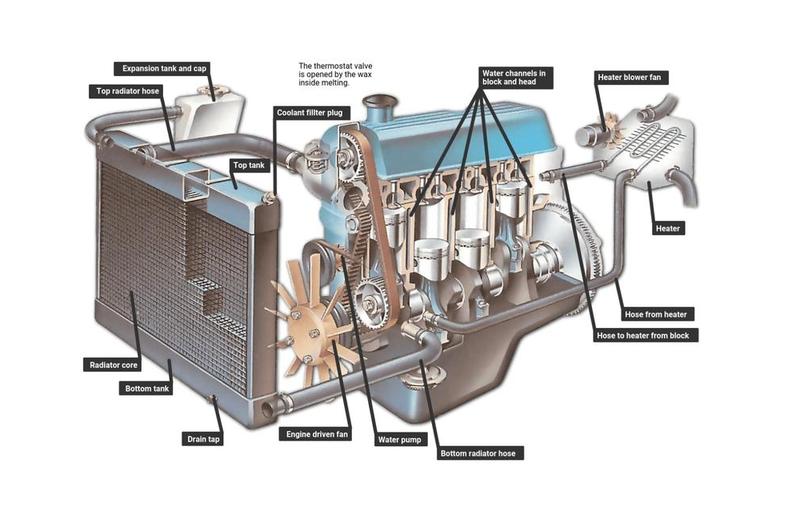 Expansion tank and cap
Top radiator hose
The thermostat valve
is opened by the wax
inside melting.
Coolant fillter plug
Top tank
Water channels in
block and head
Heater blower fan
Heater
Hose from heater
Hose to heater from block
Radiator core
Bottom tank
Drain tap
Engine driven fan
Water pump
Bottom radiator hose